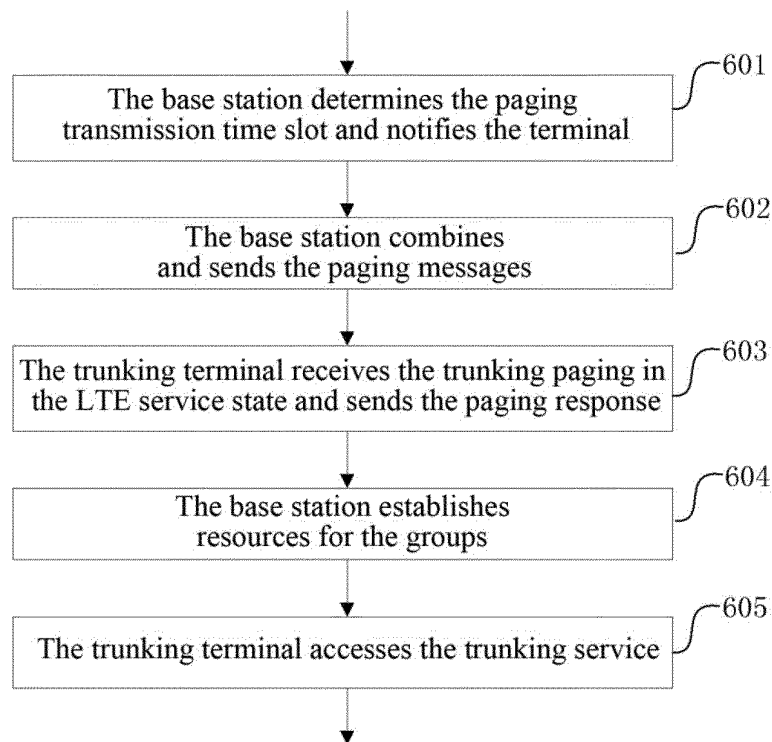 601
The base station determines the paging
transmission time slot and notifies the terminal
602
The base station combines
and sends the paging messages
603
The trunking terminal receives the trunking paging in
the LTE service state and sends the paging response
604
The base station establishes
resources for the groups
605
The trunking terminal accesses the trunking service